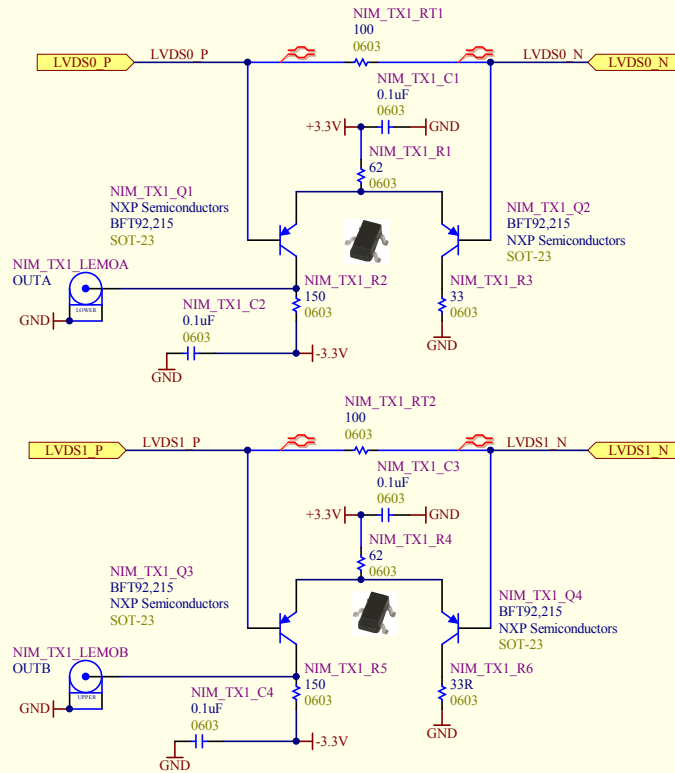 NIM_TX1_RT1
100
0603
LVDS0_P
LVDS0_P
LVDS0_N
LVDS0_N
NIM_TX1_C1
0.1uF
0603
+3.3V
GND
NIM_TX1_R1
62
0603
NIM_TX1_Q1
NXP Semiconductors
BFT92,215
SOT-23
NIM_TX1_Q2
BFT92,215
NXP Semiconductors
SOT-23
NIM_TX1_LEMOA
OUTA
LOWER
GND
NIM_TX1_R2
150
0603
NIM_TX1_R3
33
0603
GND
NIM_TX1_C2
0.1uF
0603
GND
-3.3V
NIM_TX1_RT2
100
0603
LVDS1_P
LVDS1_P
LVDS1_N
LVDS1_N
NIM_TX1_C3
0.1uF
0603
+3.3V
GND
NIM_TX1_R4
62
0603
NIM_TX1_Q3
BFT92,215
NXP Semiconductors
SOT-23
NIM_TX1_Q4
BFT92,215
NXP Semiconductors
SOT-23
NIM_TX1_LEMOB
OUTB
UPPER
GND
NIM_TX1_R5
150
0603
NIM_TX1_R6
33R
0603
GND
NIM_TX1_C4
0.1uF
0603
GND
-3.3V